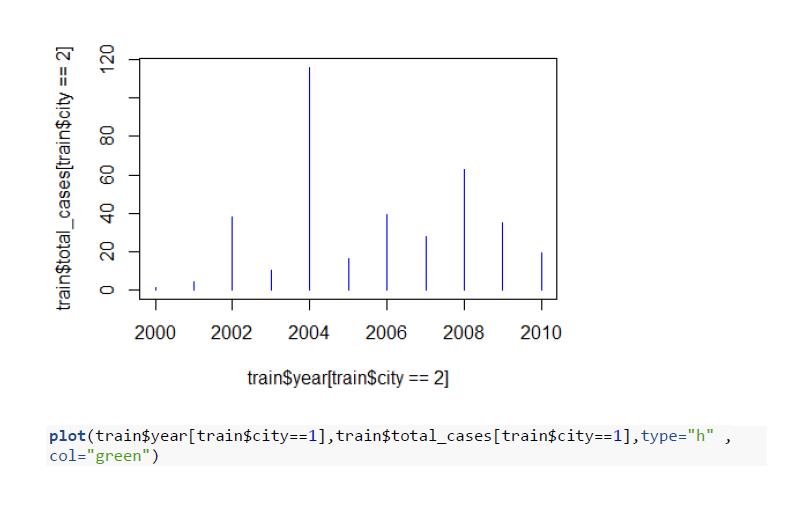 train$total_cases[train$city == 2]
120
80
60
40
20
0
2000 2002 2004 2006 2008 2010
train$year[train$city == 2]
plot(train$year[train$city==1],train$total_cases[train$city==1],type="h" ,
col="green")